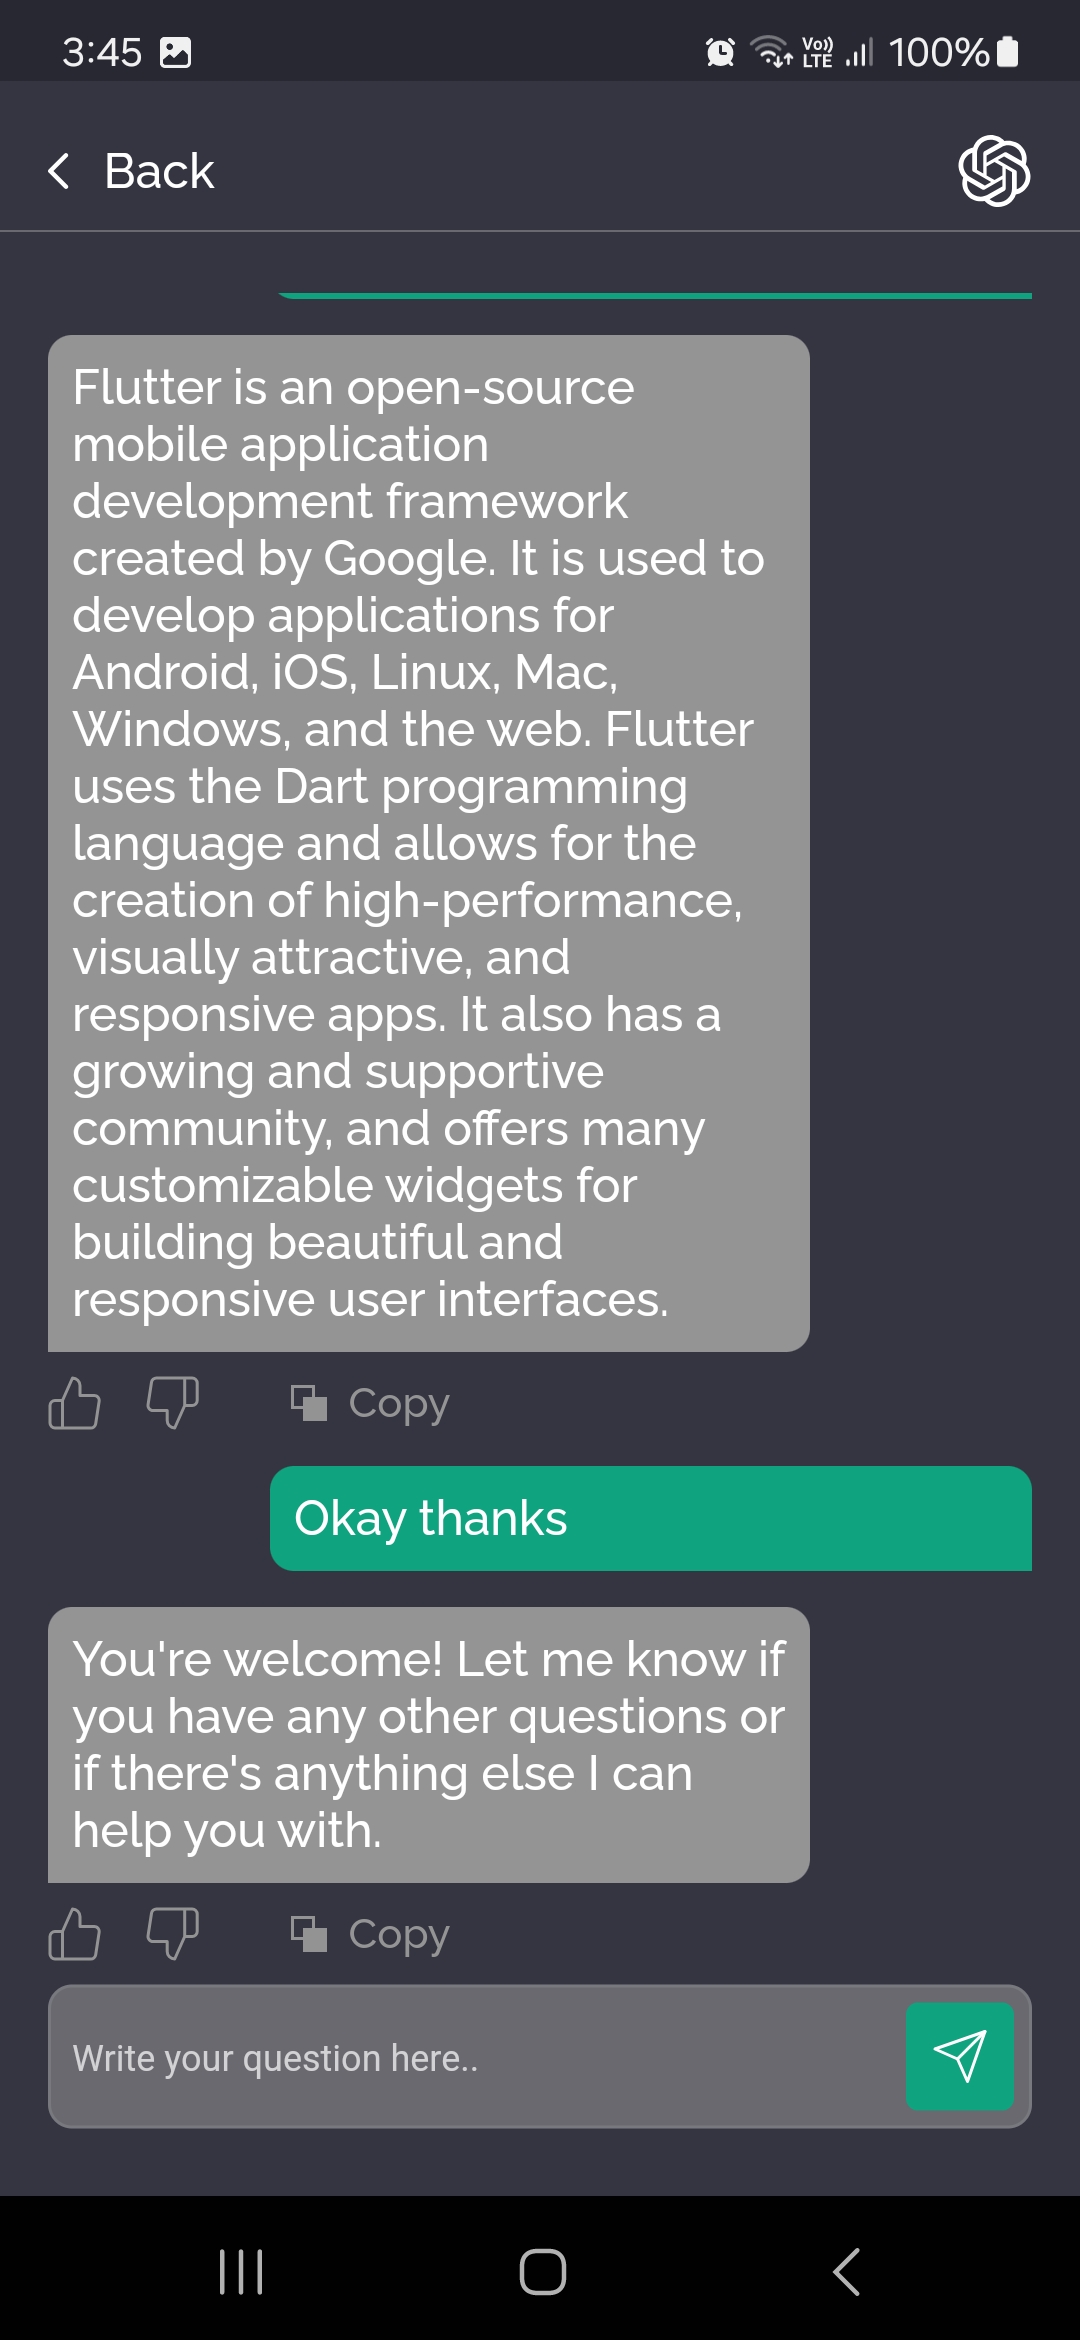 3:45
Vo))
LTE
100%
Back
Flutter is an open-source
mobile application
development framework
created by Google. It is used to
develop applications for
Android, iOS, Linux, Mac,
Windows, and the web. Flutter
uses the Dart programming
language and allows for the
creation of high-performance,
visually attractive, and
responsive apps. It also has a
growing and supportive
community, and offers many
customizable widgets for
building beautiful and
responsive user interfaces.
Copy
Okay thanks
You're welcome! Let me know if
you have any other questions or
if there's anything else I can
help you with.
Copy
Write your question here..